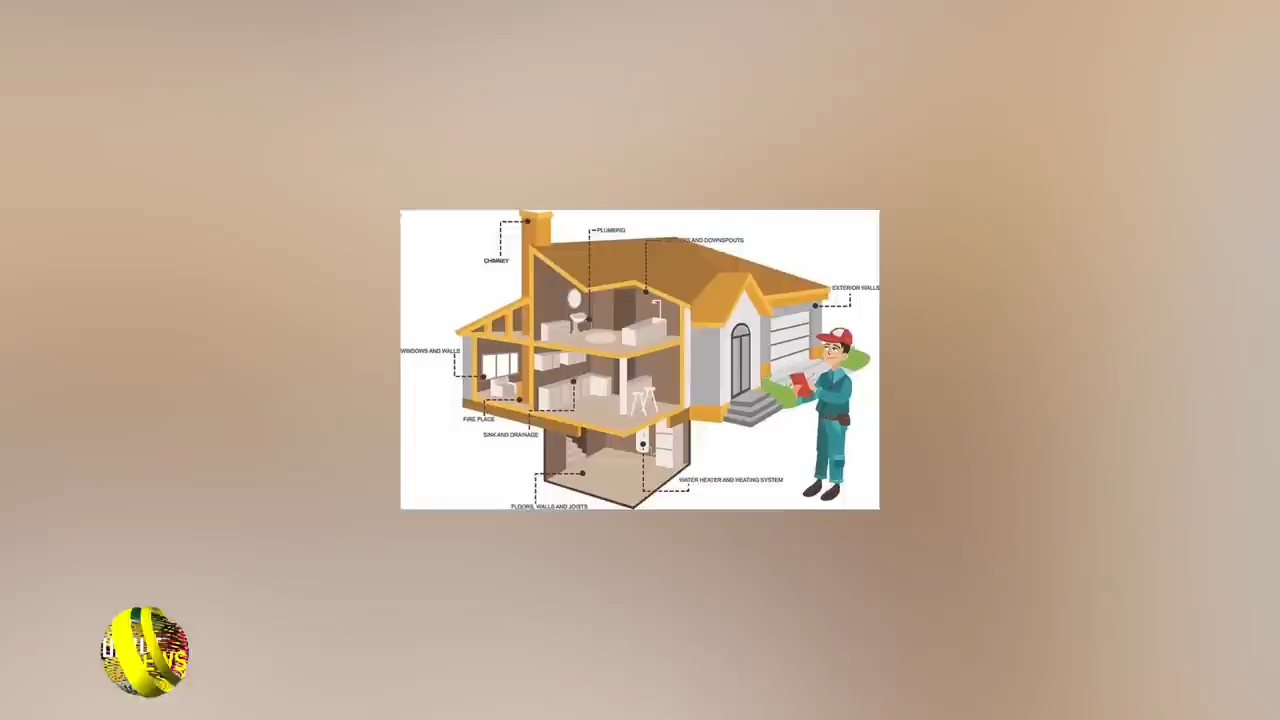 PLUMBING
AND DOWNSPOUTS
CHIMNEY
EXTERIOR WALLS
WINDOWS AND WALLS
FIRE PLACE
SINK AND DRAINAGE
WATER HEATER AND HEATING SYSTEM
FLOORS, WALLS AND JOISTS